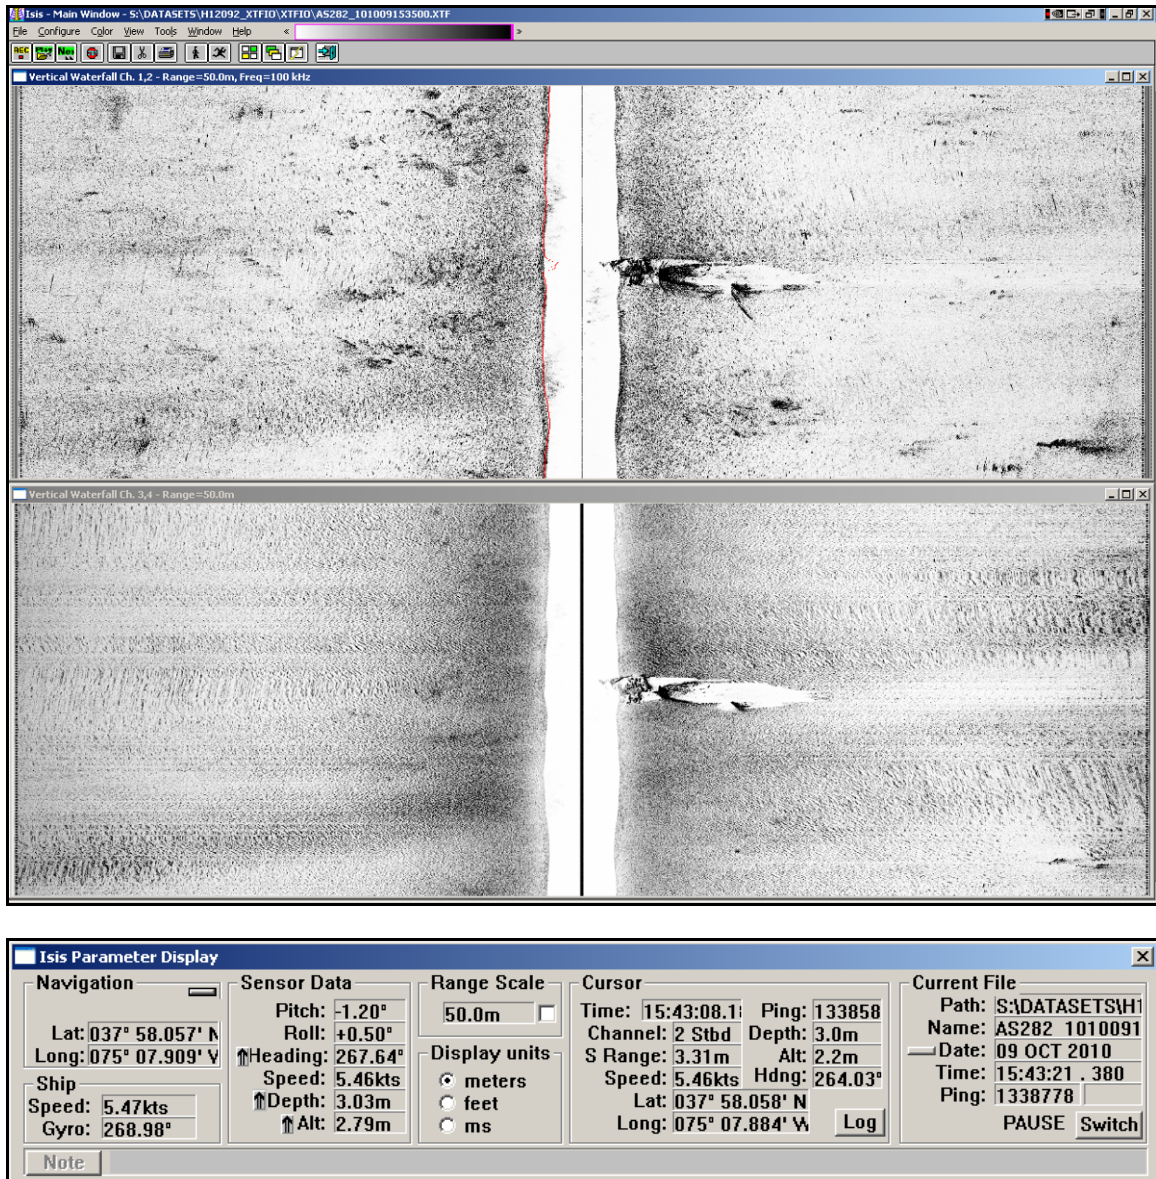 Isis - Main Window - S:\DATASETS\H12092_XTFIO\XTFIO\AS282_101009153500.XTF
File Configure Color View Tools Window Help « »
REC Play Nav
Vertical Waterfall Ch. 1,2 - Range=50.0m, Freq=100 kHz
Vertical Waterfall Ch. 3,4 - Range=50.0m
Isis Parameter Display
Navigation
Lat: 037° 58.057' N
Long: 075° 07.909'
Ship
Speed: 5.47kts
Gyro: 268.98°
Sensor Data
Pitch: -1.20°
Roll: +0.50°
Heading: 267.64°
Speed: 5.46kts
Depth: 3.03m
Alt: 2.79m
Range Scale
50.0m
Display units
meters
feet
ms
Cursor
Time: 15:43:08.1 Ping: 133858
Channel: 2 Stbd Depth: 3.0m
S Range: 3.31m Alt: 2.2m
Speed: 5.46kts Hdng: 264.03°
Lat: 037° 58.058' N
Long: 075° 07.884'
Log
Current File
Path: S:\DATASETS\H1
Name: AS282_1010091
Date: 09 OCT 2010
Time: 15:43:21 . 380
Ping: 1338778
PAUSE Switch
Note